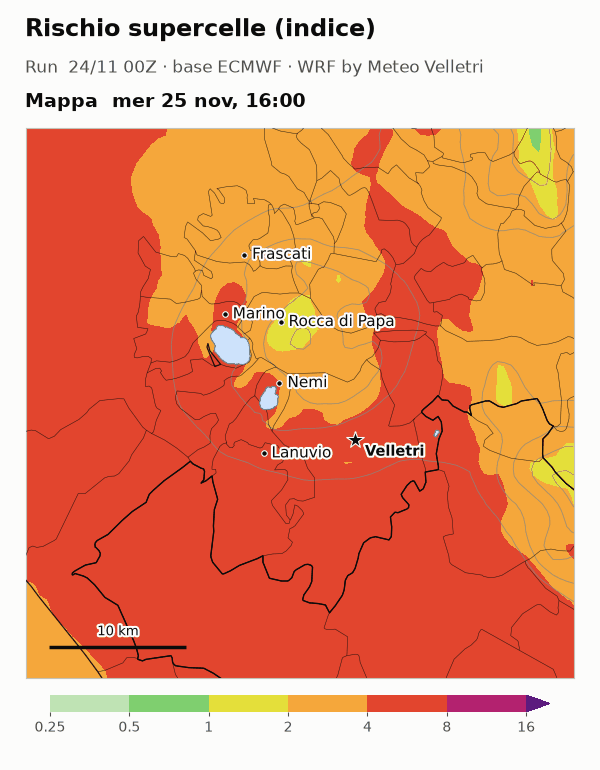 Rischio supercelle (indice)
Run  24/11 00Z · base ECMWF · WRF by Meteo Velletri
Mappa  mer 25 nov, 16:00
Frascati
Marino
Rocca di Papa
Nemi
Velletri
Lanuvio
10 km
0.25 0.5 1 2 4 8 16